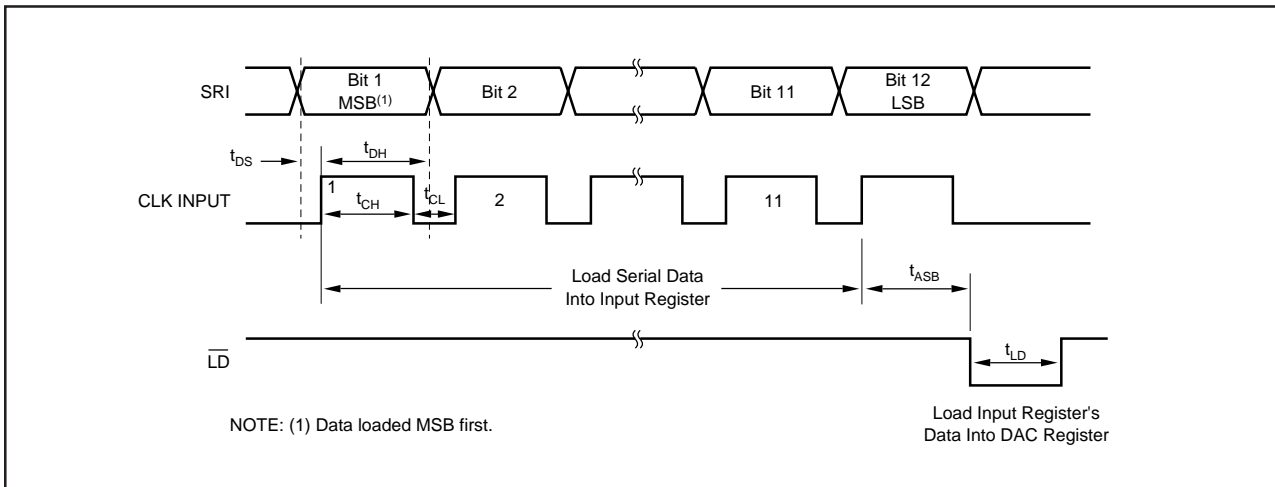 SRI
Bit 1
MSB(1)
Bit 2
Bit 11
Bit 12
LSB
tDS
tDH
CLK INPUT
1
tCH
tCL
2
11
Load Serial Data
Into Input Register
tASB
LD
tLD
NOTE: (1) Data loaded MSB first.
Load Input Register's
Data Into DAC Register